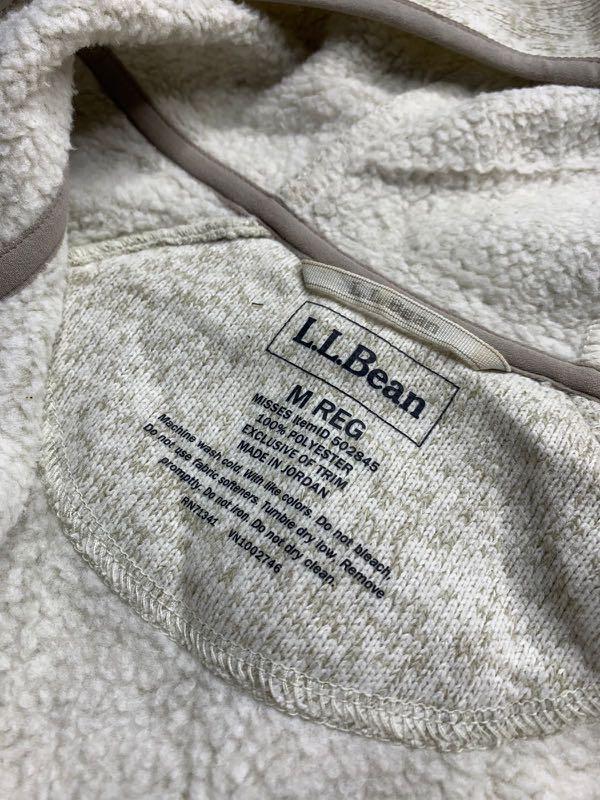 L.L.Bean
L.L.Bean
M REG
MISSES ItemID 502845
100% POLYESTER
EXCLUSIVE OF TRIM
MADE IN JORDAN
Machine wash cold. With like colors. Do not bleach,
Do not use fabric softeners. Tumble dry low. Remove
promptly. Do not iron. Do not dry clean.
RN71341 VN1002746